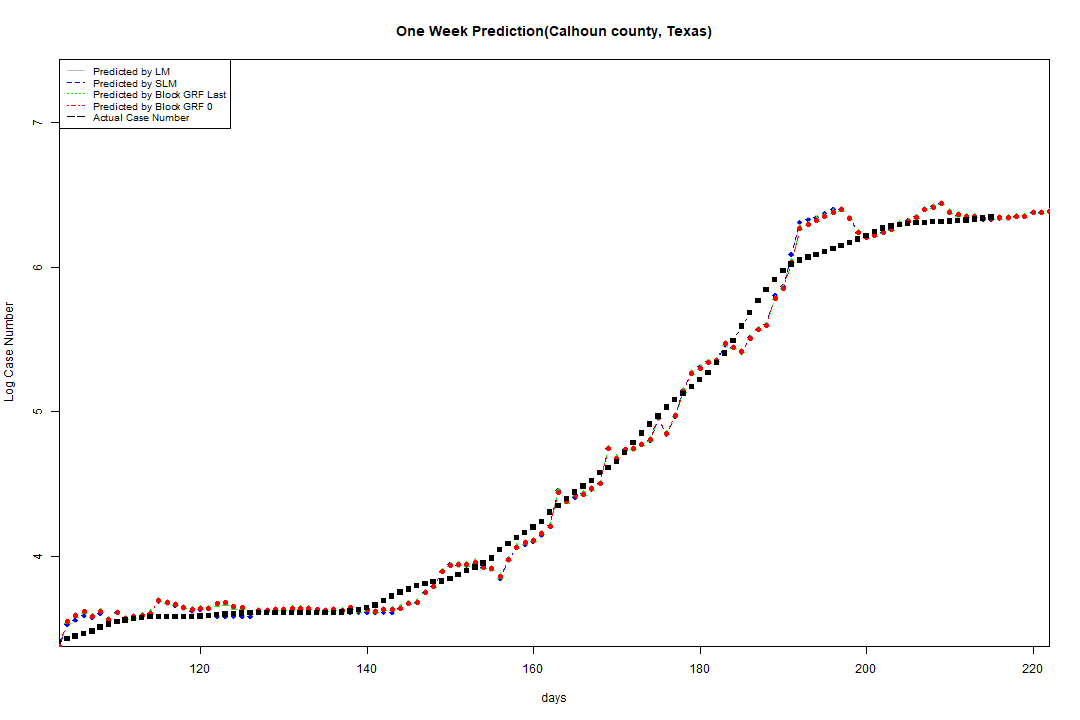 One Week Prediction(Calhoun county, Texas)
Predicted by LM
Predicted by SLM
Predicted by Block GRF Last
Predicted by Block GRF 0
Actual Case Number
Log Case Number
7
6
5
4
120 140 160 180 200 220
days